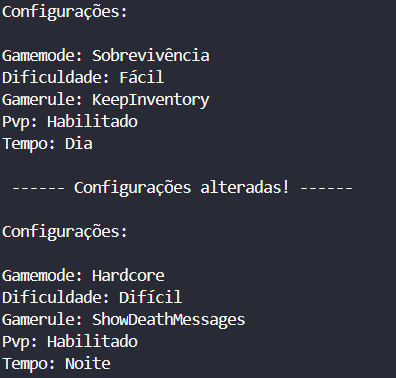 Configurações:
Gamemode: Sobrevivência
Dificuldade: Fácil
Gamerule: KeepInventory
Pvp: Habilitado
Tempo: Dia
------ Configurações alteradas! ------
Configurações:
Gamemode: Hardcore
Dificuldade: Difícil
Gamerule: ShowDeathMessages
Pvp: Habilitado
Tempo: Noite